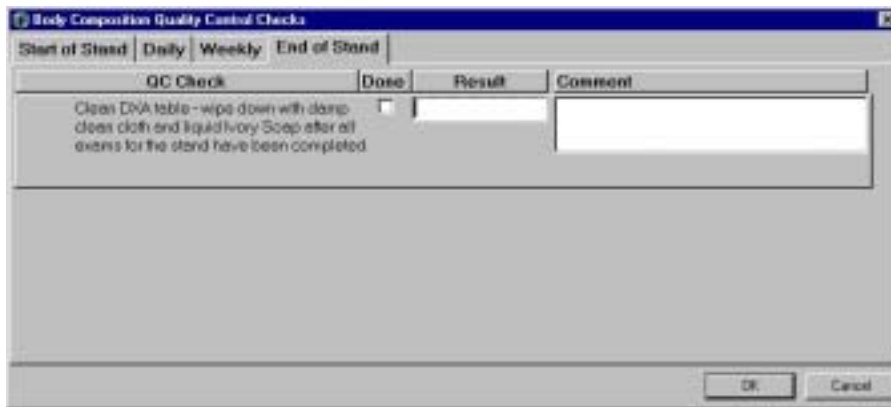 Body Composition Quality Control Checks
Start of Stand Daily Weekly End of Stand
QC Check Done Result Comment
Clean DXA table - wipe down with damp
clean cloth and liquid Ivory Soap after all
exams for the stand have been completed
OK Cancel